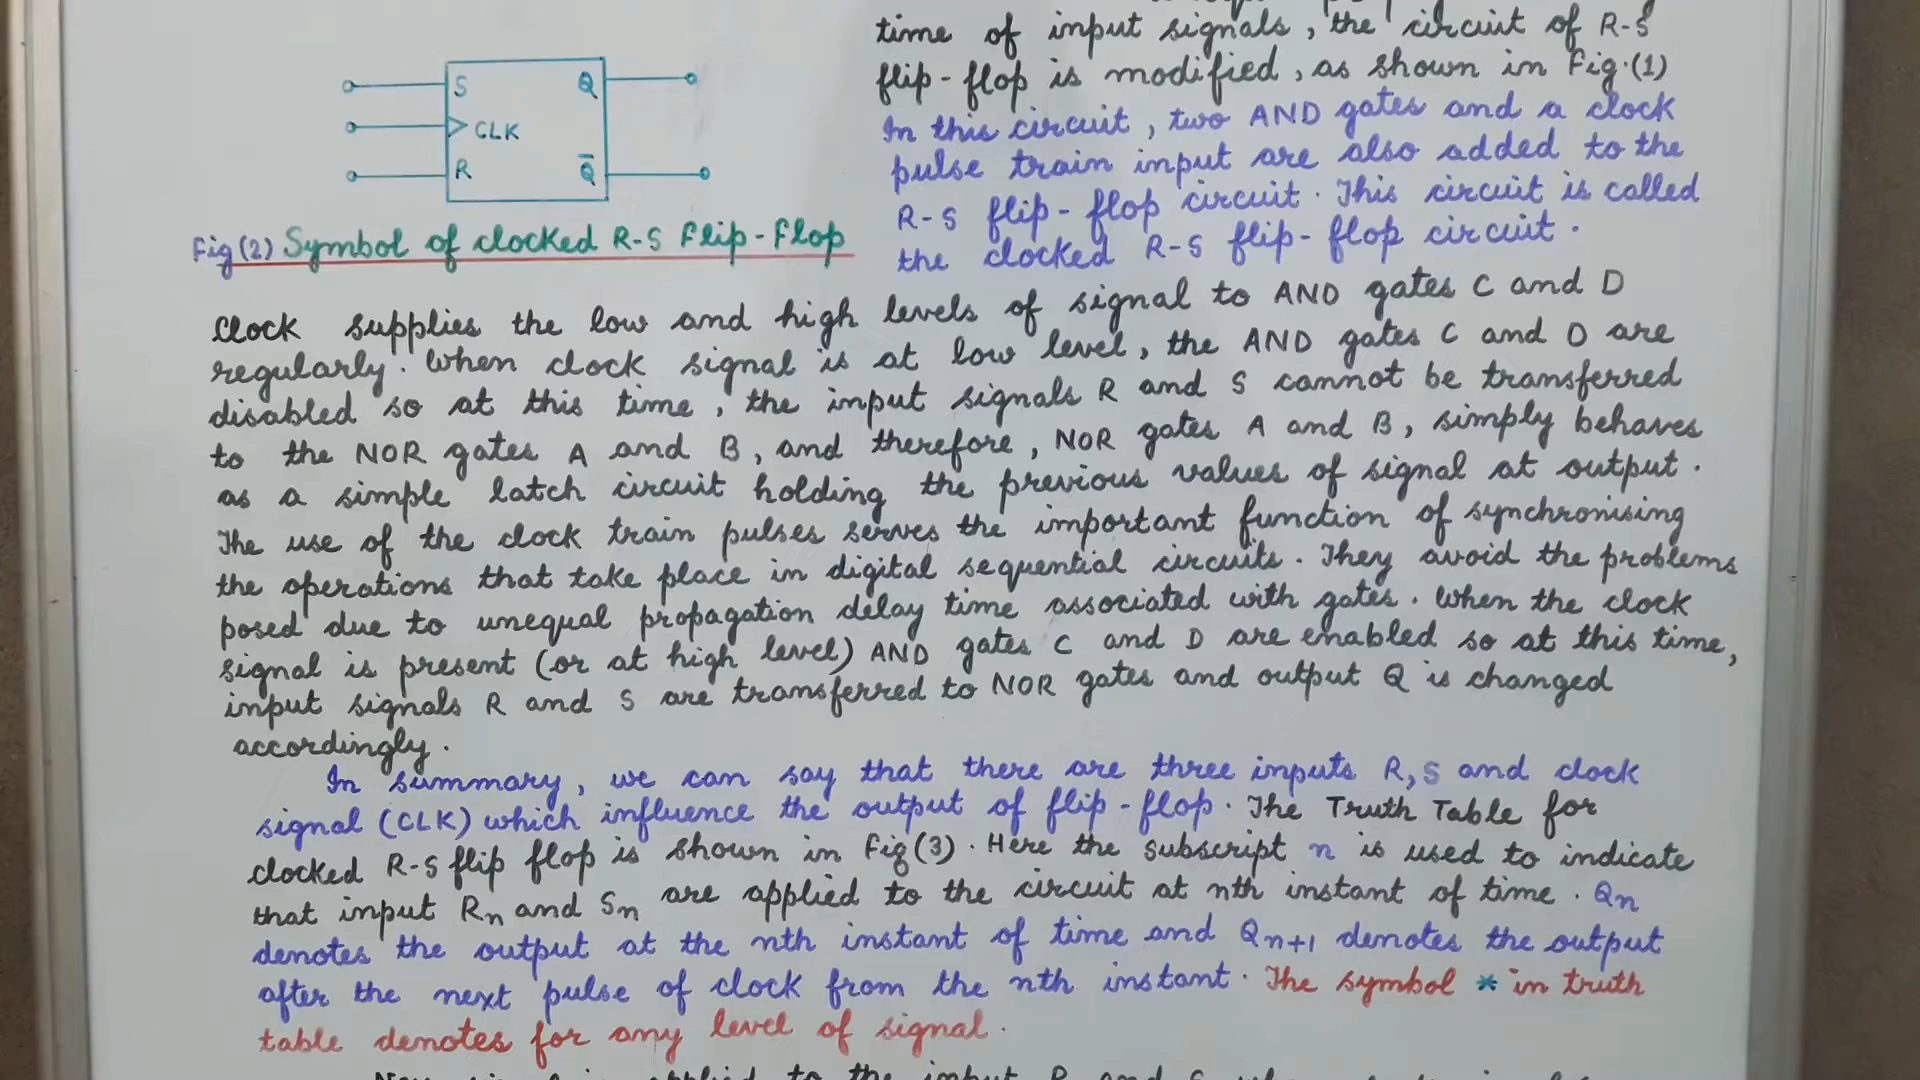 time of input signals, the circuit of R-S
flip-flop is modified, as shown in Fig.(1)
In this circuit, two AND gates and a clock
pulse train input are also added to the
R-S flip-flop circuit. This circuit is called
the clocked R-S flip-flop circuit.
S Q
CLK
R Q̅
Fig(2) Symbol of clocked R-S Flip-Flop
Clock supplies the low and high levels of signal to AND gates C and D
regularly. When clock signal is at low level, the AND gates C and D are
disabled so at this time, the input signals R and S cannot be transferred
to the NOR gates A and B, and therefore, NOR gates A and B, simply behaves
as a simple latch circuit holding the previous values of signal at output.
The use of the clock train pulses serves the important function of synchronising
the operations that take place in digital sequential circuits. They avoid the problems
posed due to unequal propagation delay time associated with gates. When the clock
signal is present (or at high level) AND gates C and D are enabled so at this time,
input signals R and S are transferred to NOR gates and output Q is changed
accordingly.
In summary, we can say that there are three inputs R, S and clock
signal (CLK) which influence the output of flip-flop. The Truth Table for
clocked R-S flip flop is shown in Fig(3). Here the subscript n is used to indicate
that input Rn and Sn are applied to the circuit at nth instant of time. Qn
denotes the output at the nth instant of time and Qn+1 denotes the output
after the next pulse of clock from the nth instant. The symbol * in truth
table denotes for any level of signal.
to the input R and S